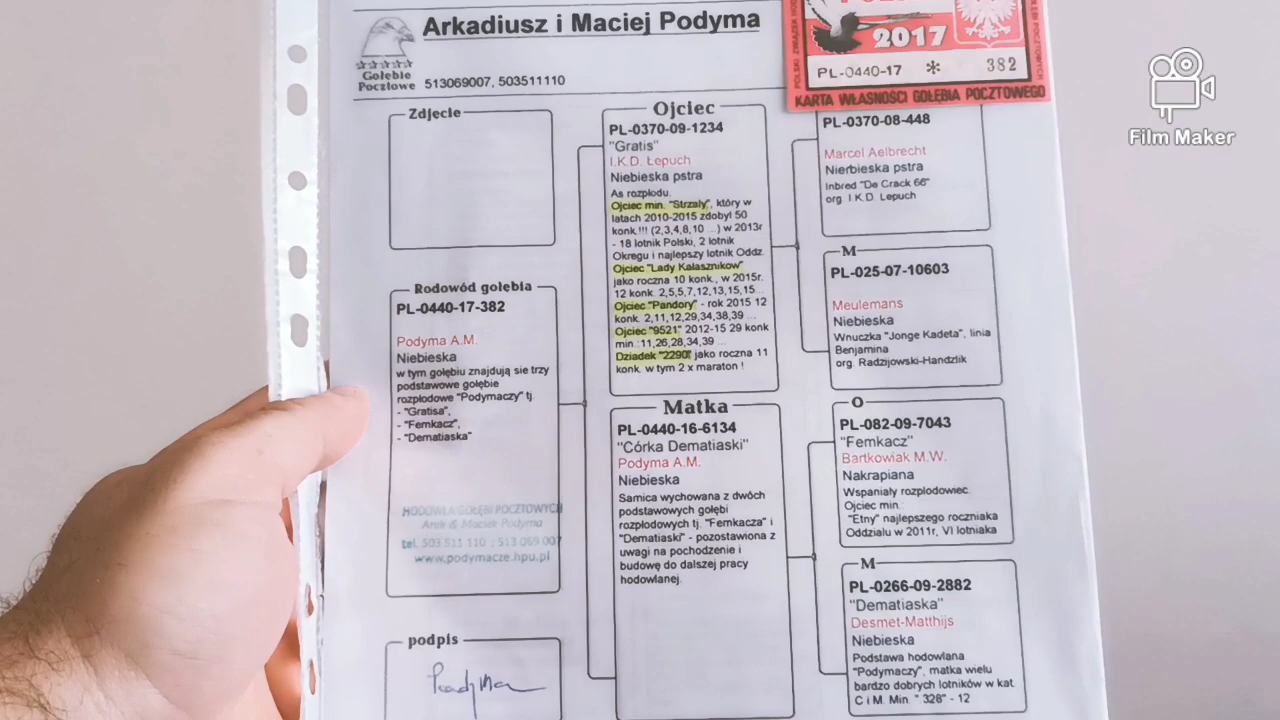 Arkadiusz i Maciej Podyma
Gołębie
Pocztowe
513069007, 503511110
2017
PL-0440-17 * 382
KARTA WŁASNOŚCI GOŁĘBIA POCZTOWEGO
Film Maker
Zdjęcie
Rodowód gołębia
PL-0440-17-382
Podyma A.M.
Niebieska
w tym gołębiu znajdują sie trzy
podstawowe gołębie
rozpłodowe "Podymaczy" tj.
- "Gratisa",
- "Femkacz",
- "Dematiaska"
HODOWLA GOŁĘBI POCZTOWYCH
Arek & Maciek Podyma
tel. 503 511 110 ; 513 069 007
www.podymacze.hpu.pl
podpis
Ojciec
PL-0370-09-1234
"Gratis"
I.K.D. Łepuch
Niebieska pstra
As rozpłodu.
Ojciec min. "Strzały", który w
latach 2010-2015 zdobył 50
konk.!!! (2,3,4,8,10 ...) w 2013r
- 18 lotnik Polski, 2 lotnik
Okręgu i najlepszy lotnik Oddz.
Ojciec "Lady Kałasznikow"
jako roczna 10 konk., w 2015r.
12 konk. 2,5,5,7,12,13,15,15...
Ojciec "Pandory" - rok 2015 12
konk. 2,11,12,29,34,38,39 ...
Ojciec "9521" 2012-15 29 konk
min.:11,26,28,34,39 ...
Dziadek "2290" jako roczna 11
konk. w tym 2 x maraton !
Matka
PL-0440-16-6134
"Córka Dematiaski"
Podyma A.M.
Niebieska
Samica wychowana z dwóch
podstawowych gołębi
rozpłodowych tj. "Femkacza" i
"Dematiaski" - pozostawiona z
uwagi na pochodzenie i
budowę do dalszej pracy
hodowlanej.
PL-0370-08-448
Marcel Aelbrecht
Nierbieska pstra
Inbred "De Crack 66"
org. I.K.D. Łepuch
M
PL-025-07-10603
Meulemans
Niebieska
Wnuczka "Jonge Kadeta", linia
Benjamina
org. Radzijowski-Handzlik
O
PL-082-09-7043
"Femkacz"
Bartkowiak M.W.
Nakrapiana
Wspaniały rozpłodowiec.
Ojciec min.:
"Etny" najlepszego roczniaka
Oddziału w 2011r, VI lotniaka
M
PL-0266-09-2882
"Dematiaska"
Desmet-Matthijs
Niebieska
Podstawa hodowlana
"Podymaczy", matka wielu
bardzo dobrych lotników w kat.
C i M. Min. " 328" - 12